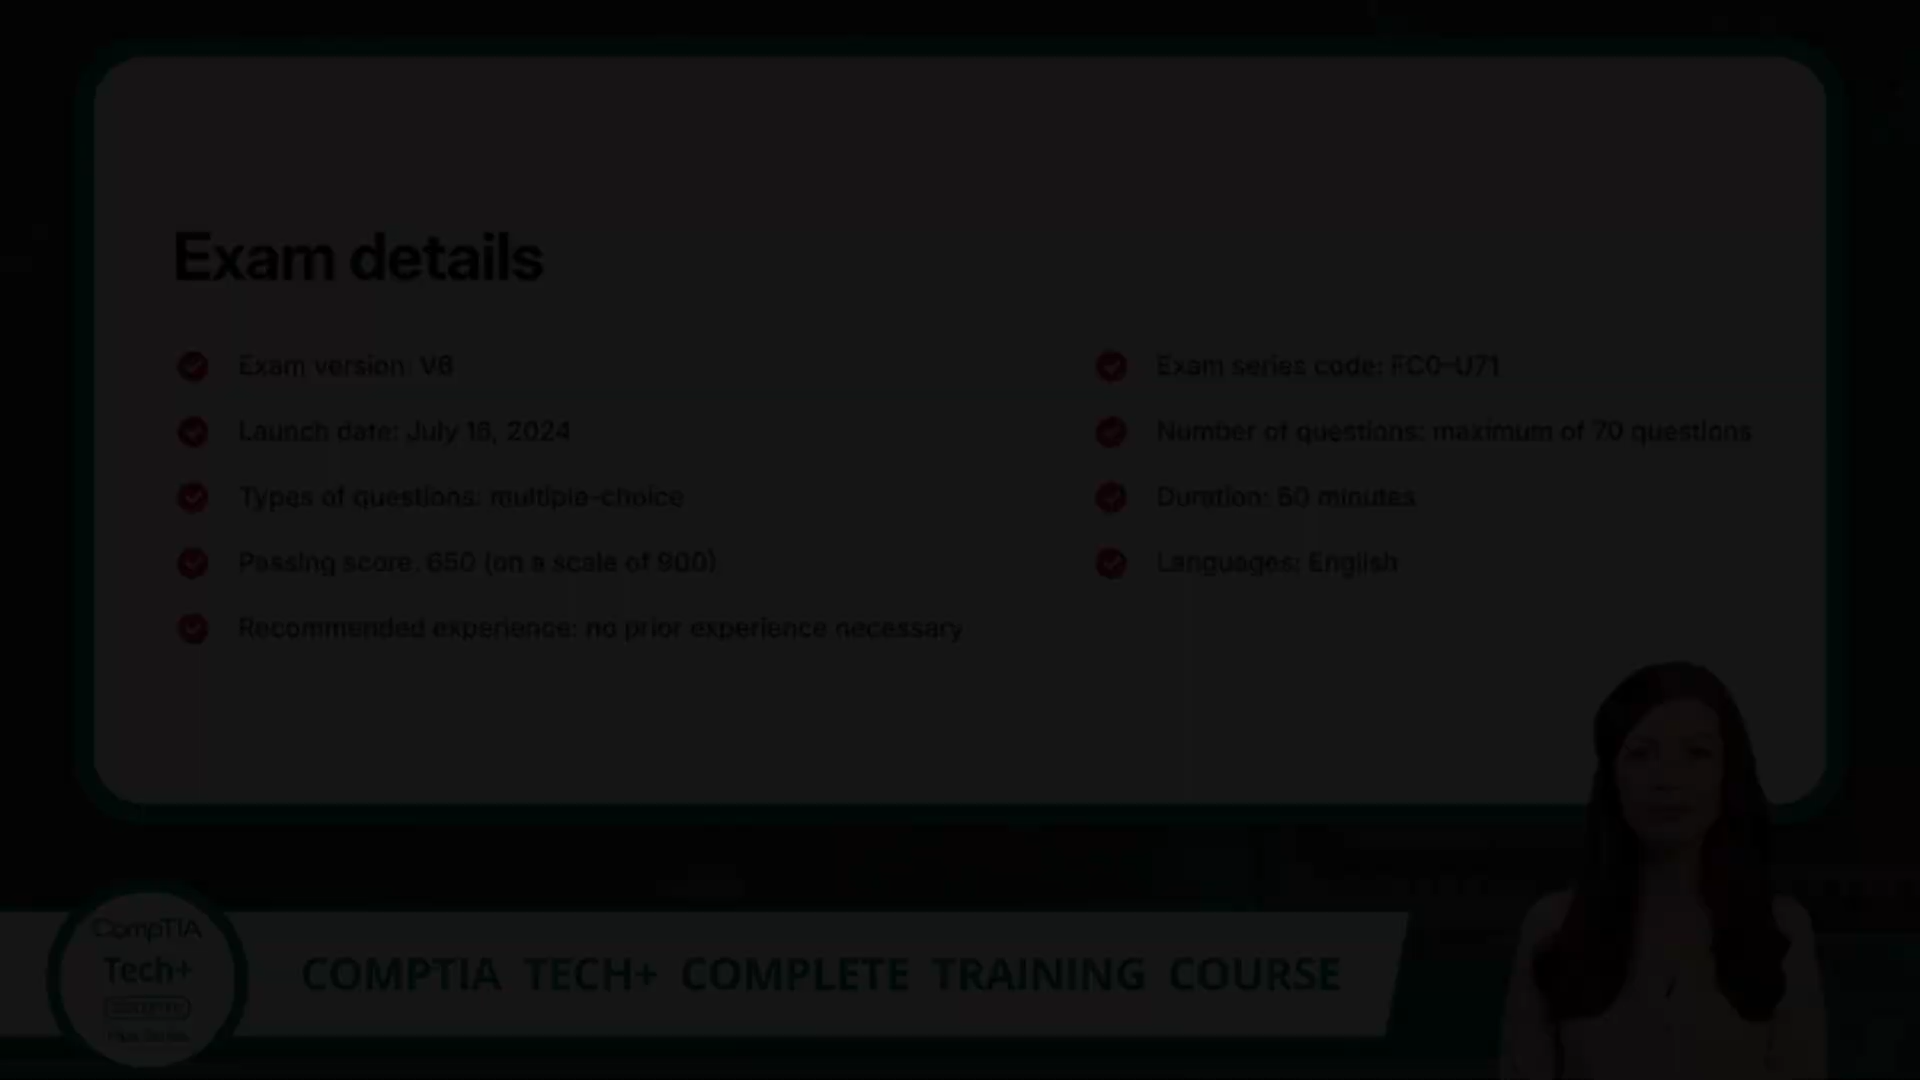 Exam details
Exam version: V6
Exam series code: FC0-U71
Launch date: July 16, 2024
Number of questions: maximum of 70 questions
Types of questions: multiple-choice
Duration: 60 minutes
Passing score: 650 (on a scale of 900)
Languages: English
Recommended experience: no prior experience necessary
CompTIA
Tech+
COMPTIA TECH+ COMPLETE TRAINING COURSE